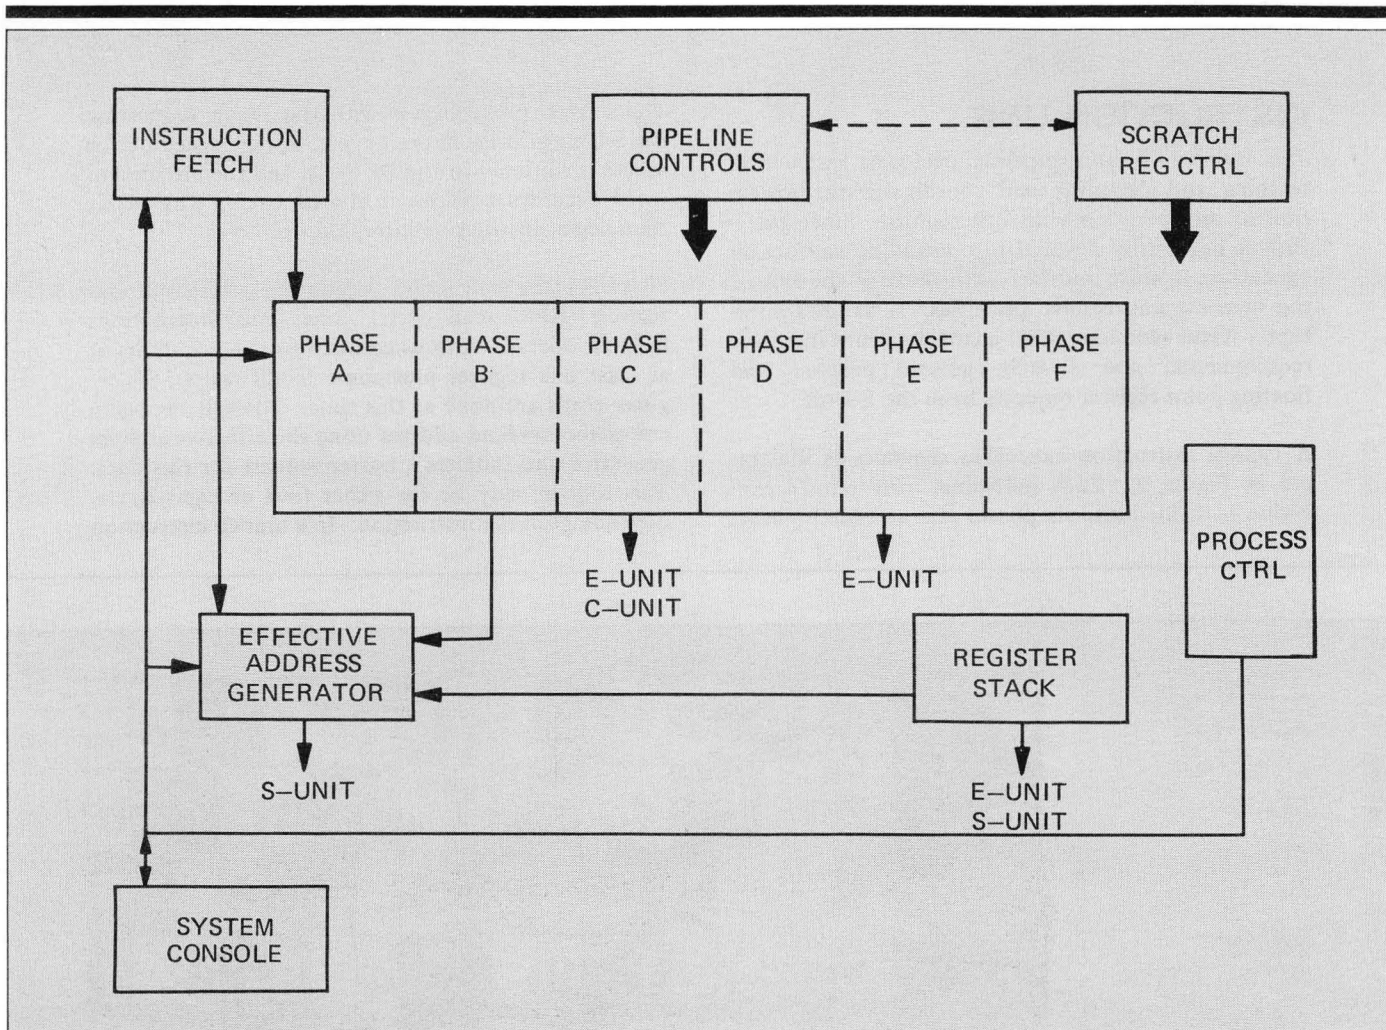 INSTRUCTION
FETCH
PIPELINE
CONTROLS
SCRATCH
REG CTRL
PHASE
A
PHASE
B
PHASE
C
PHASE
D
PHASE
E
PHASE
F
E–UNIT
C–UNIT
E–UNIT
PROCESS
CTRL
EFFECTIVE
ADDRESS
GENERATOR
REGISTER
STACK
S–UNIT
E–UNIT
S–UNIT
SYSTEM
CONSOLE